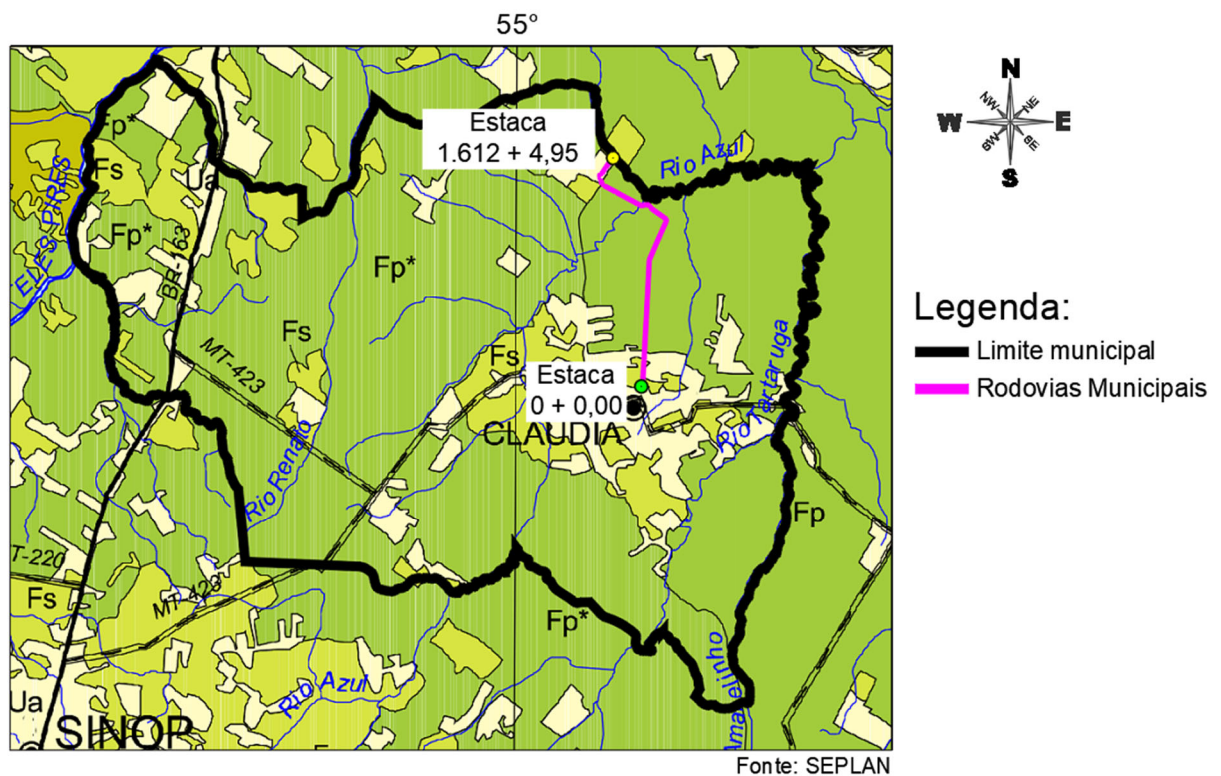 55°
N
NW
NE
W
E
SW
SE
S
Estaca
1.612 + 4,95
Rio Azul
Fp*
Fs
Ua
ELES PIRES
Fp*
BR-163
Fp*
Legenda:
Limite municipal
Rodovias Municipais
MT-423
Fs
Fs
Estaca
0 + 0,00
CLAUDIA
Rio Tartaruga
Rio Renato
Fp
T-220
Fs
MT-423
Fp*
Rio Azul
Ua
SINOP
F
Fonte: SEPLAN